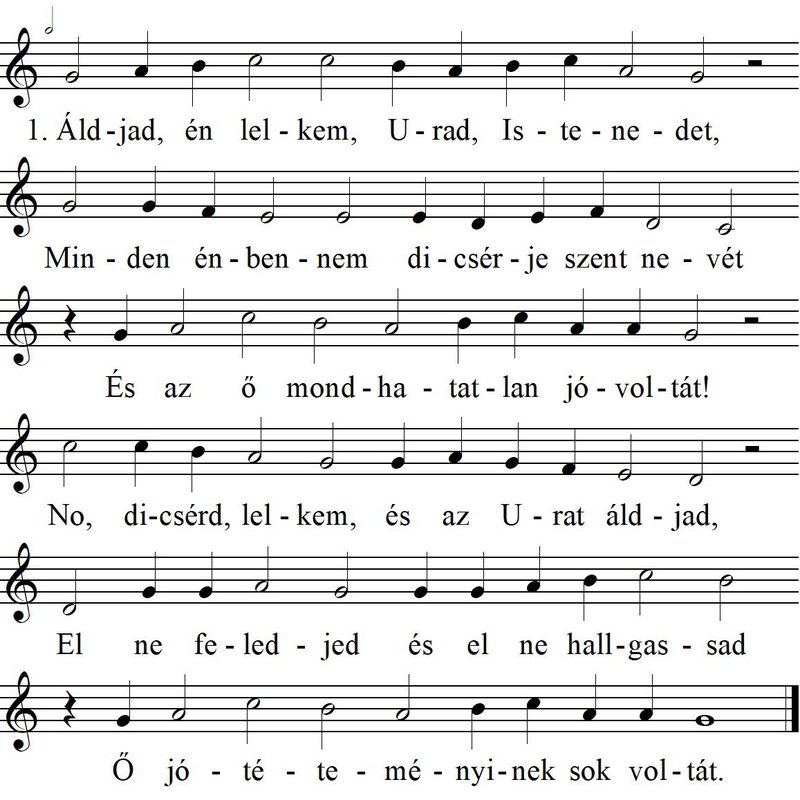 1. Áld-jad, én lel-kem, U-rad, Is-te-ne-det,
Min-den én-ben-nem di-csér-je szent ne-vét
És az ő mond-ha-tat-lan jó-vol-tát!
No, di-csérd, lel-kem, és az U-rat áld-jad,
El ne fe-led-jed és el ne hall-gas-sad
Ő jó-té-te-mé-nyi-nek sok vol-tát.